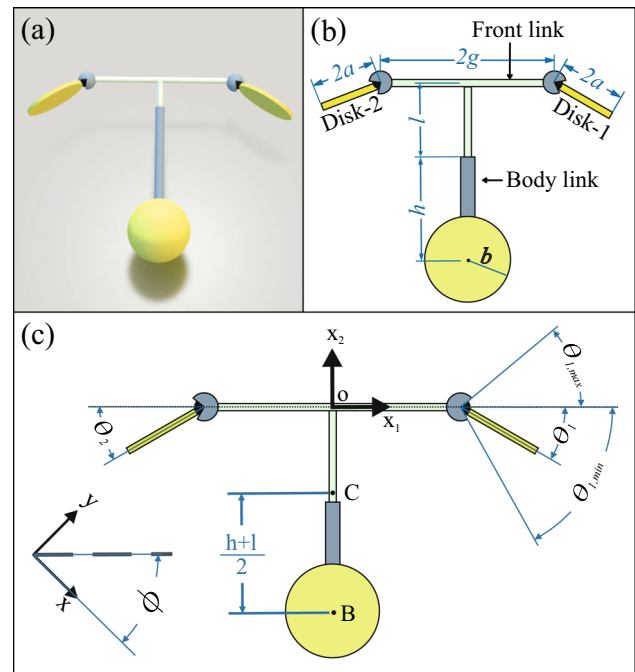 (a)
(b)
Front link
2g
2a
2a
Disk-2
Disk-1
l
Body link
h
b
(c)
x₂
o
x₁
θ₂
θ₁,max
θ₁
θ₁,min
C
h+l
2
y
x
ϕ
B